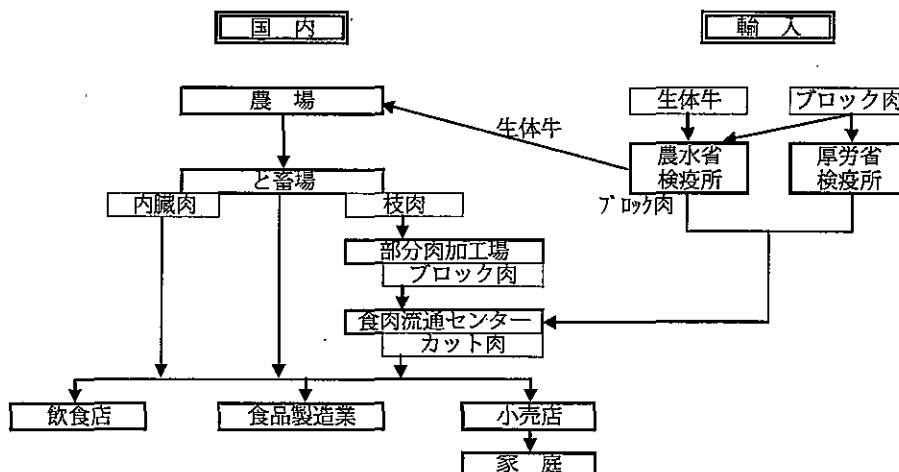 国 内
輸 入
農 場
生体牛
ブロック肉
生体牛
農水省
検疫所
厚労省
検疫所
と畜場
内臓肉
枝肉
ブロック肉
部分肉加工場
ブロック肉
食肉流通センター
カット肉
飲食店
食品製造業
小売店
家 庭